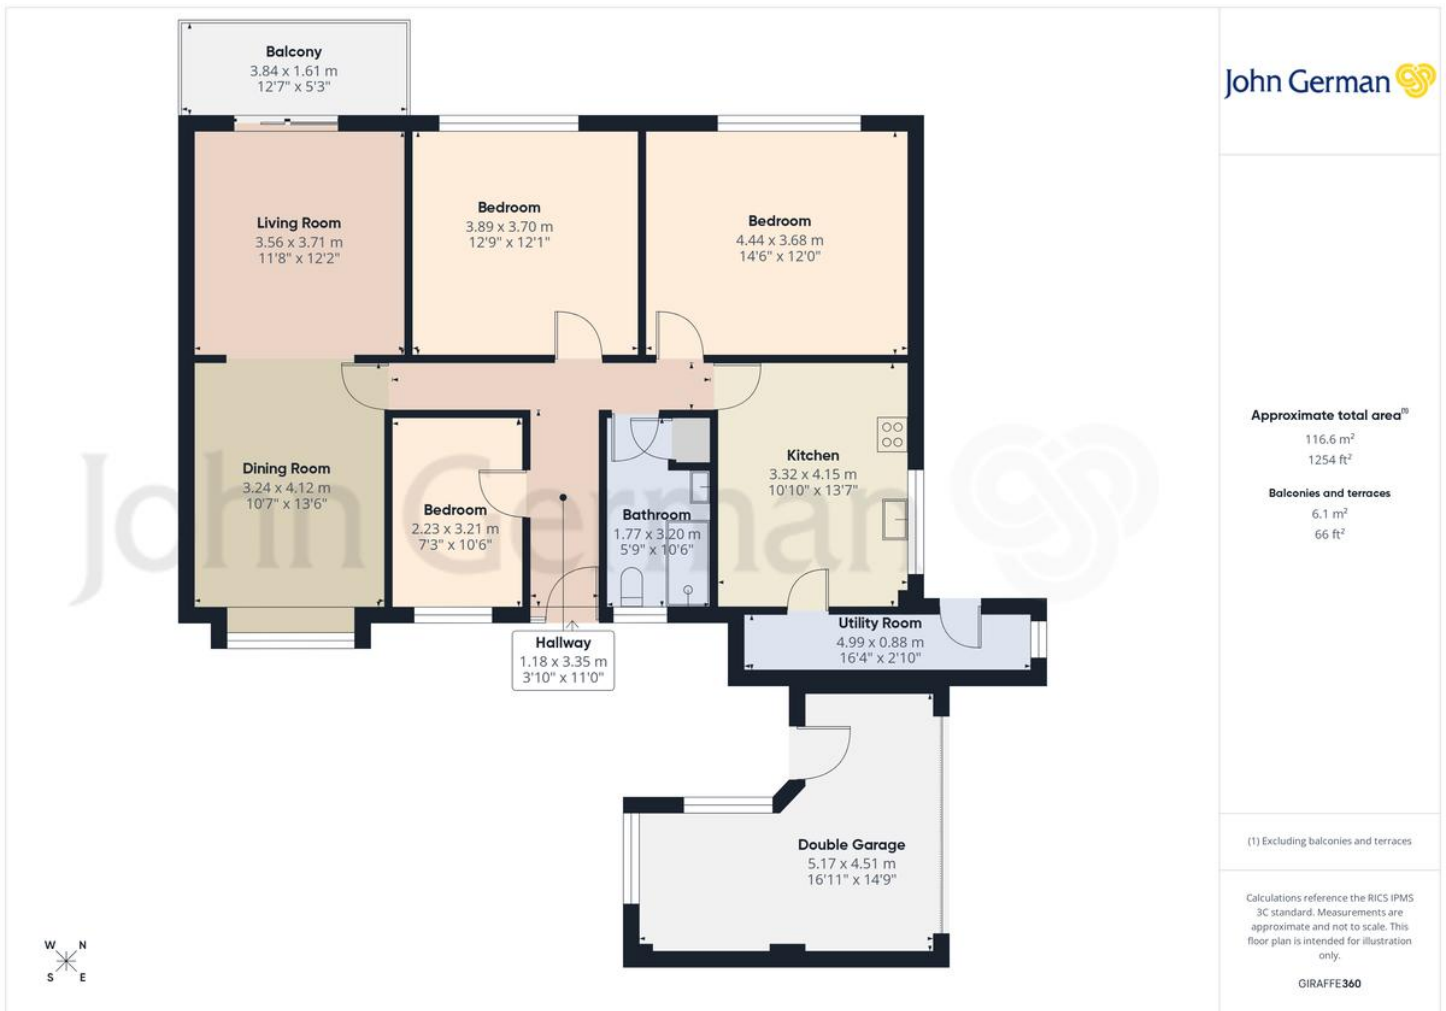 Balcony
3.84 x 1.61 m
12'7" x 5'3"
Living Room
3.56 x 3.71 m
11'8" x 12'2"
Bedroom
3.89 x 3.70 m
12'9" x 12'1"
Bedroom
4.44 x 3.68 m
14'6" x 12'0"
Dining Room
3.24 x 4.12 m
10'7" x 13'6"
Bedroom
2.23 x 3.21 m
7'3" x 10'6"
Bathroom
1.77 x 3.20 m
5'9" x 10'6"
Kitchen
3.32 x 4.15 m
10'10" x 13'7"
Hallway
1.18 x 3.35 m
3'10" x 11'0"
Utility Room
4.99 x 0.88 m
16'4" x 2'10"
Double Garage
5.17 x 4.51 m
16'11" x 14'9"
John German
W N
S E
John German
Approximate total area(1)
116.6 m²
1254 ft²
Balconies and terraces
6.1 m²
66 ft²
(1) Excluding balconies and terraces
Calculations reference the RICS IPMS
3C standard. Measurements are
approximate and not to scale. This
floor plan is intended for illustration
only.
GIRAFFE360